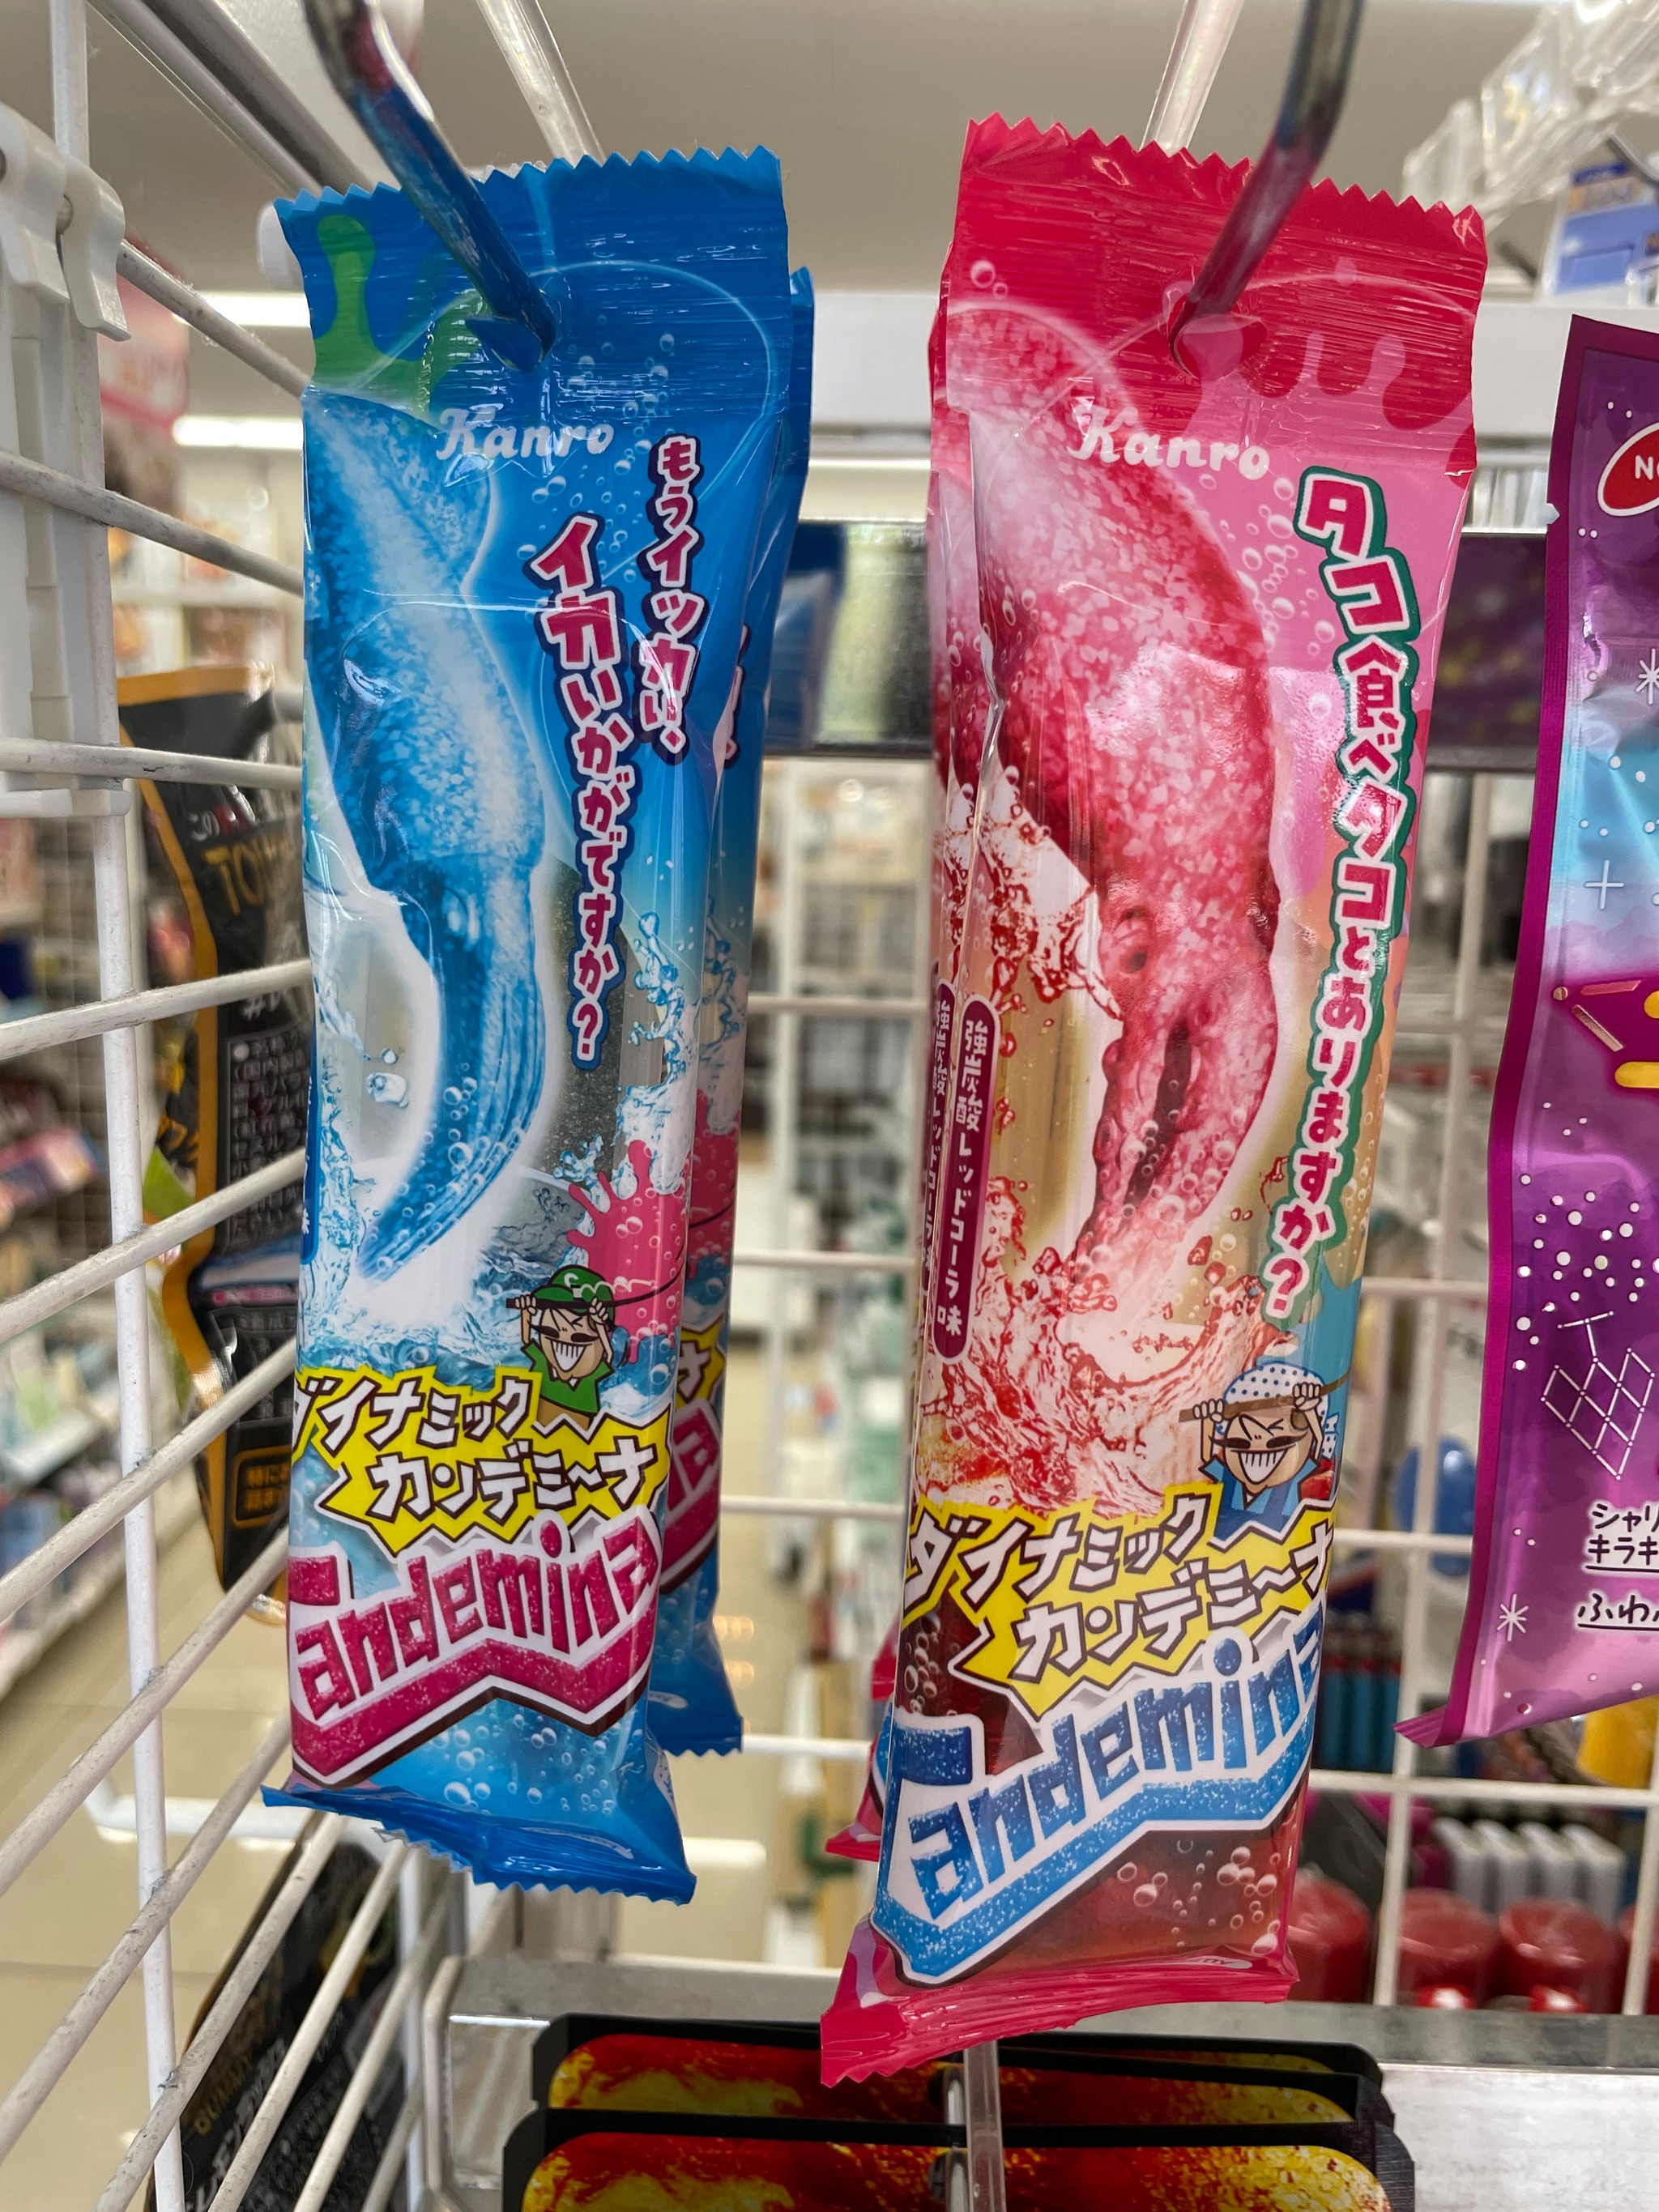 Kanro
もうイッカイ!
イカいかがですか?
ダイナミック
カンデミ〜ナ
Candemina
Kanro
タコ食べタコとありますか?
強炭酸レッドコーラ味
ダイナミック
カンデミ〜ナ
Candemina
シャリ
キラキ
ふわ